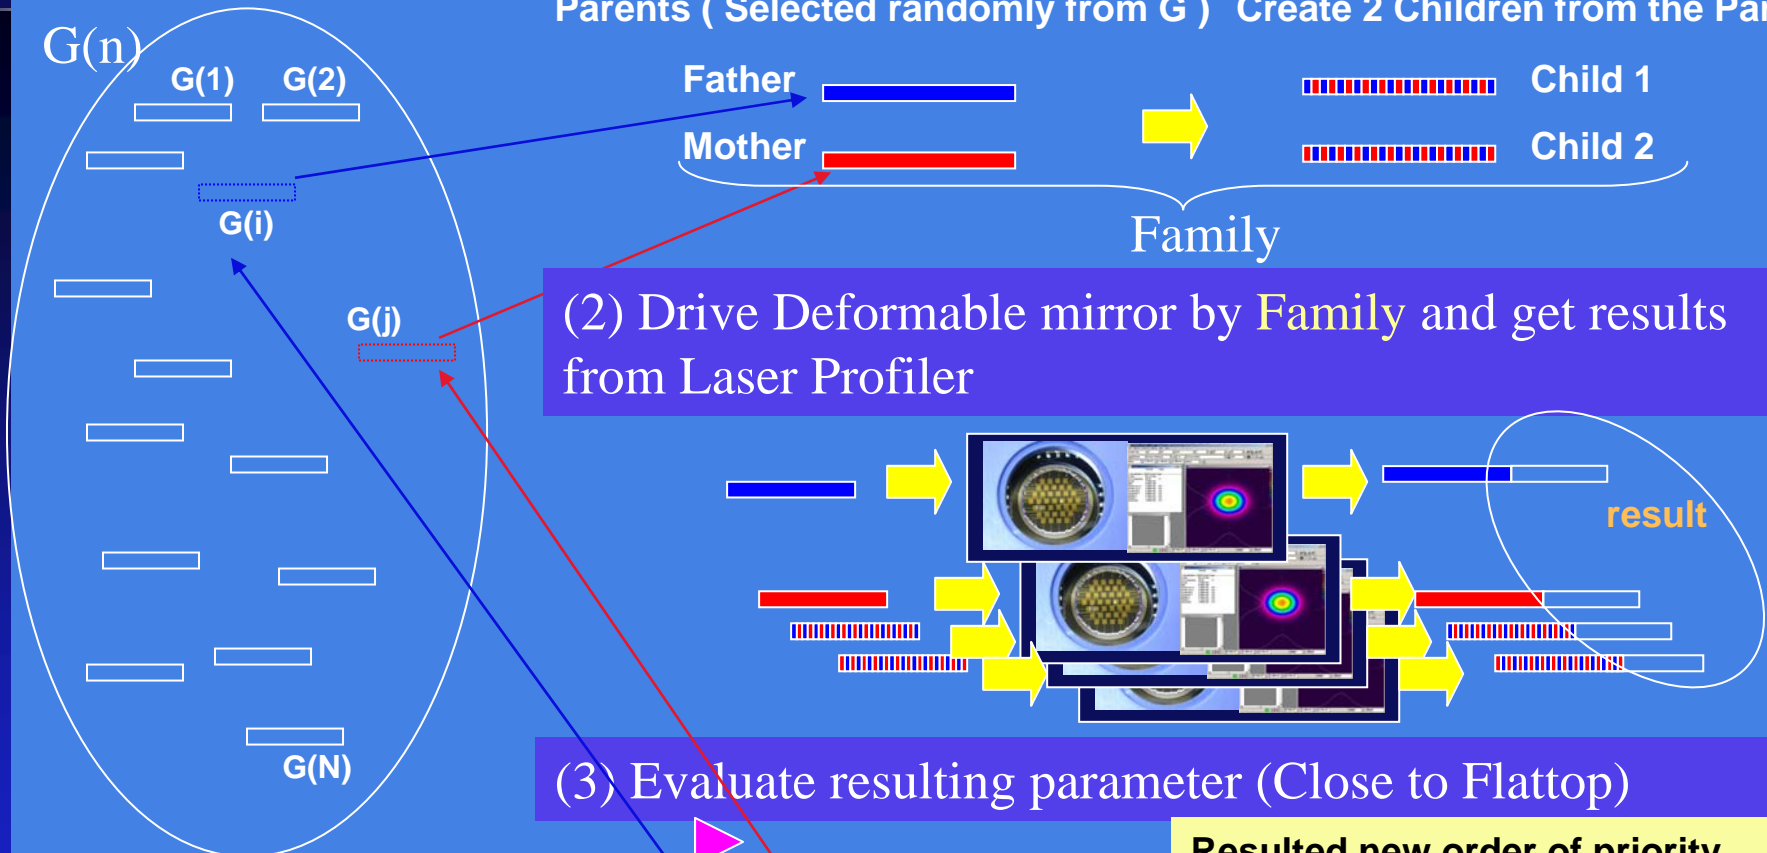 Parents ( Selected randomly from G ) Create 2 Children from the
G(n)
G(1) G(2)
Father
Child 1
Mother
Child 2
G(i)
Family
(2) Drive Deformable mirror by Family and get results
from Laser Profiler
G(j)
result
G(N)
(3) Evaluate resulting parameter (Close to Flattop)
Resulted new order of priority